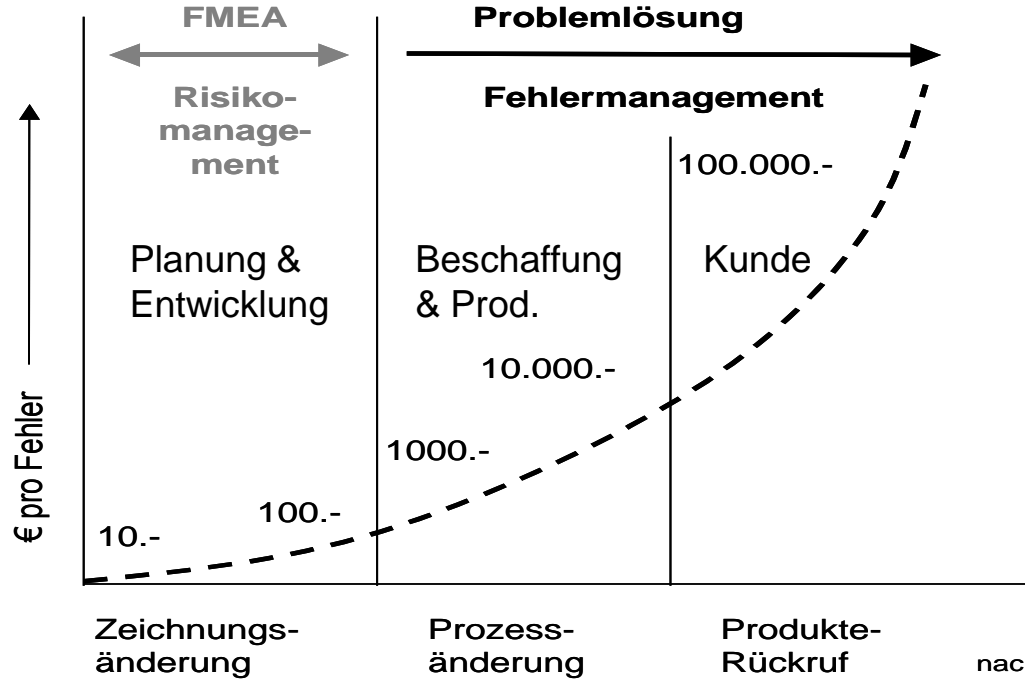 FMEA
Problemlösung
Risiko-
manage-
ment
Fehlermanagement
100.000.-
Planung &
Entwicklung
Beschaffung
& Prod.
Kunde
10.000.-
1000.-
100.-
10.-
€ pro Fehler
Zeichnungs-
änderung
Prozess-
änderung
Produkte-
Rückruf
nac